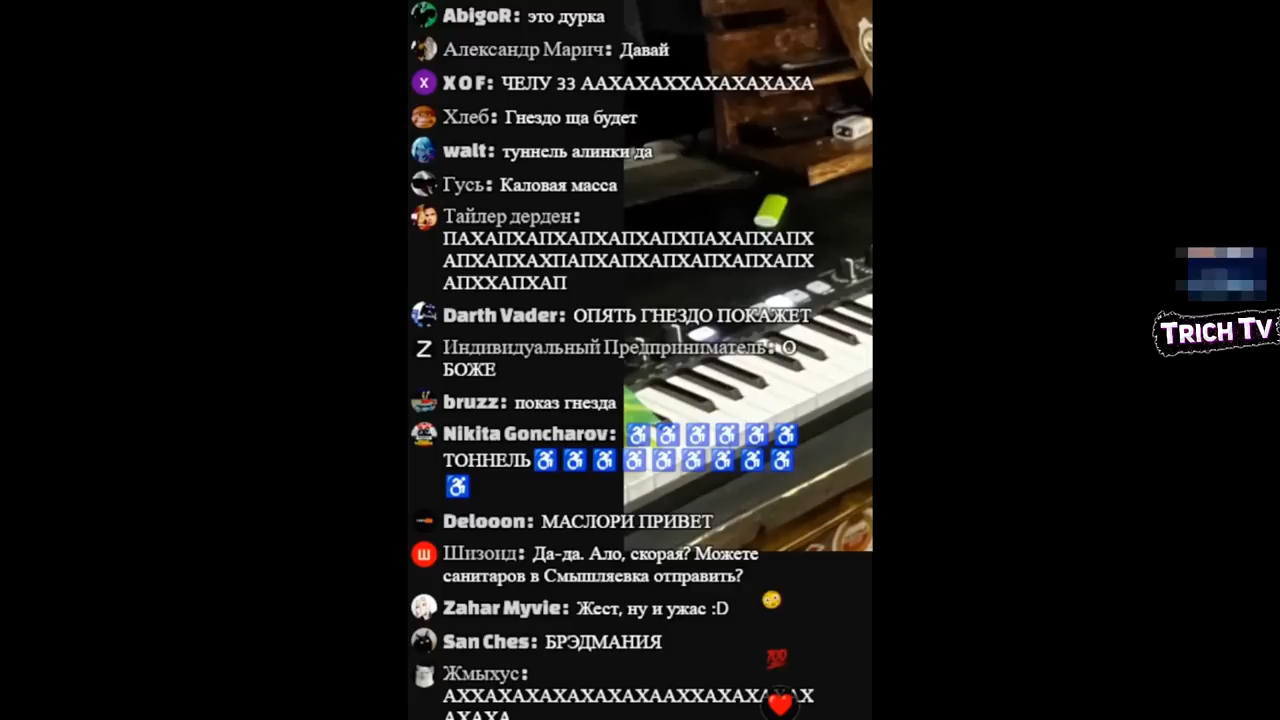 AbigoR: это дурка
Александр Марич: Давай
X O F: ЧЕЛУ 33 ААХАХАХХАХАХАХАХА
Хлеб: Гнездо ща будет
walt: туннель алинки да
Гусь: Каловая масса
Тайлер дерден:
ПАХАПХАПХАПХАПХАПХПАХАПХАПХ
АПХАПХАХПАПХАПХАПХАПХАПХАПХ
АПХХАПХАП
Darth Vader: ОПЯТЬ ГНЕЗДО ПОКАЖЕТ
Z Индивидуальный Предприниматель: О
БОЖЕ
bruzz: показ гнезда
Nikita Goncharov: ♿♿♿♿♿♿
ТОННЕЛЬ♿♿♿♿♿♿♿♿♿
♿
Delooon: МАСЛОРИ ПРИВЕТ
Ш Шизоид: Да-да. Ало, скорая? Можете
санитаров в Смышляевка отправить?
Zahar Myvie: Жест, ну и ужас :D
San Ches: БРЭДМАНИЯ
Жмыхус:
АХХАХАХАХАХАХАХААХХАХАХАХАХ
АХАХА
100
TRICH TV